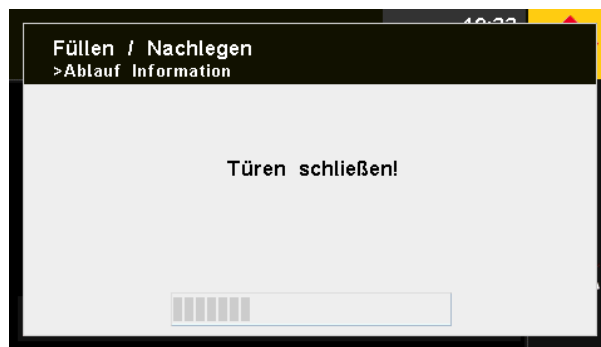 Füllen / Nachlegen
>Ablauf Information
Türen schließen!